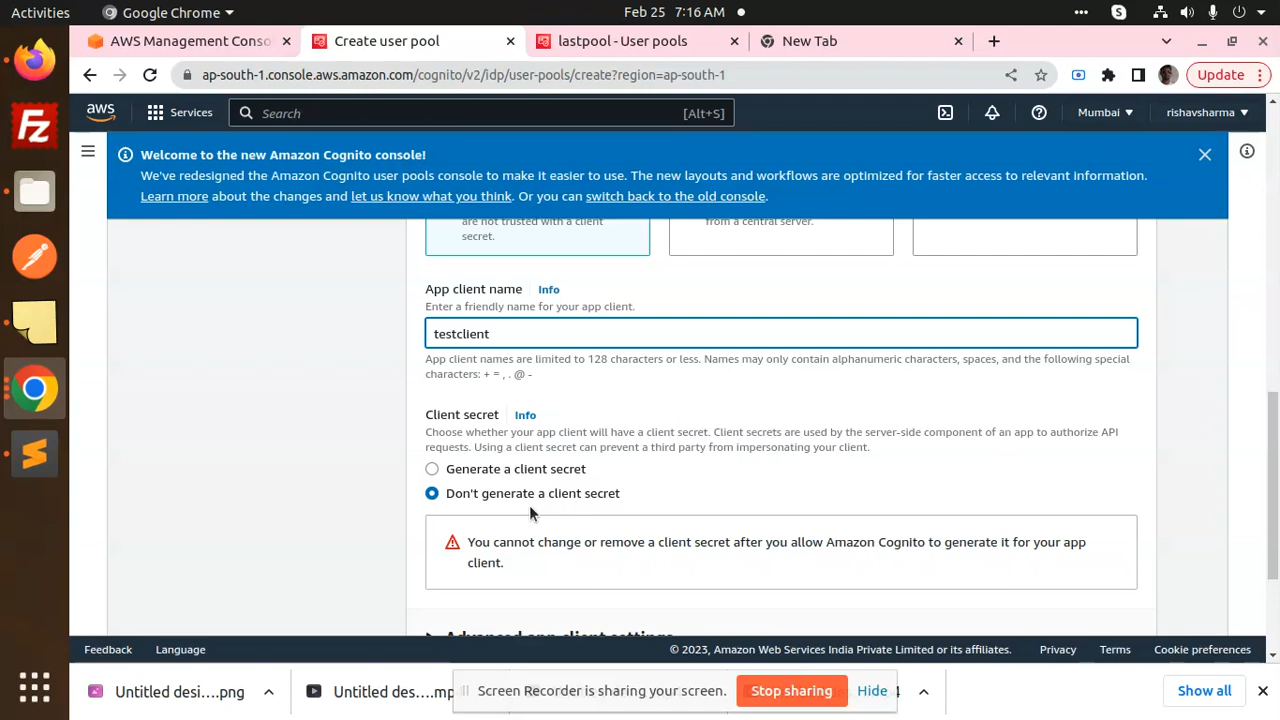 Activities
Google Chrome
Feb 25 7:16 AM
AWS Management Conso
Create user pool
lastpool - User pools
New Tab
ap-south-1.console.aws.amazon.com/cognito/v2/idp/user-pools/create?region=ap-south-1
Update
aws
Services
Search
[Alt+S]
Mumbai
rishavsharma
Welcome to the new Amazon Cognito console!
We've redesigned the Amazon Cognito user pools console to make it easier to use. The new layouts and workflows are optimized for faster access to relevant information.
Learn more about the changes and let us know what you think. Or you can switch back to the old console.
are not trusted with a client
secret.
from a central server.
App client name Info
Enter a friendly name for your app client.
testclient
App client names are limited to 128 characters or less. Names may only contain alphanumeric characters, spaces, and the following special
characters: + = , . @ -
Client secret Info
Choose whether your app client will have a client secret. Client secrets are used by the server-side component of an app to authorize API
requests. Using a client secret can prevent a third party from impersonating your client.
Generate a client secret
Don't generate a client secret
You cannot change or remove a client secret after you allow Amazon Cognito to generate it for your app
client.
Advanced app client settings
Feedback
Language
© 2023, Amazon Web Services India Private Limited or its affiliates.
Privacy
Terms
Cookie preferences
Untitled desi....png
Untitled des....mp
Screen Recorder is sharing your screen.
Stop sharing
Hide
4
Show all